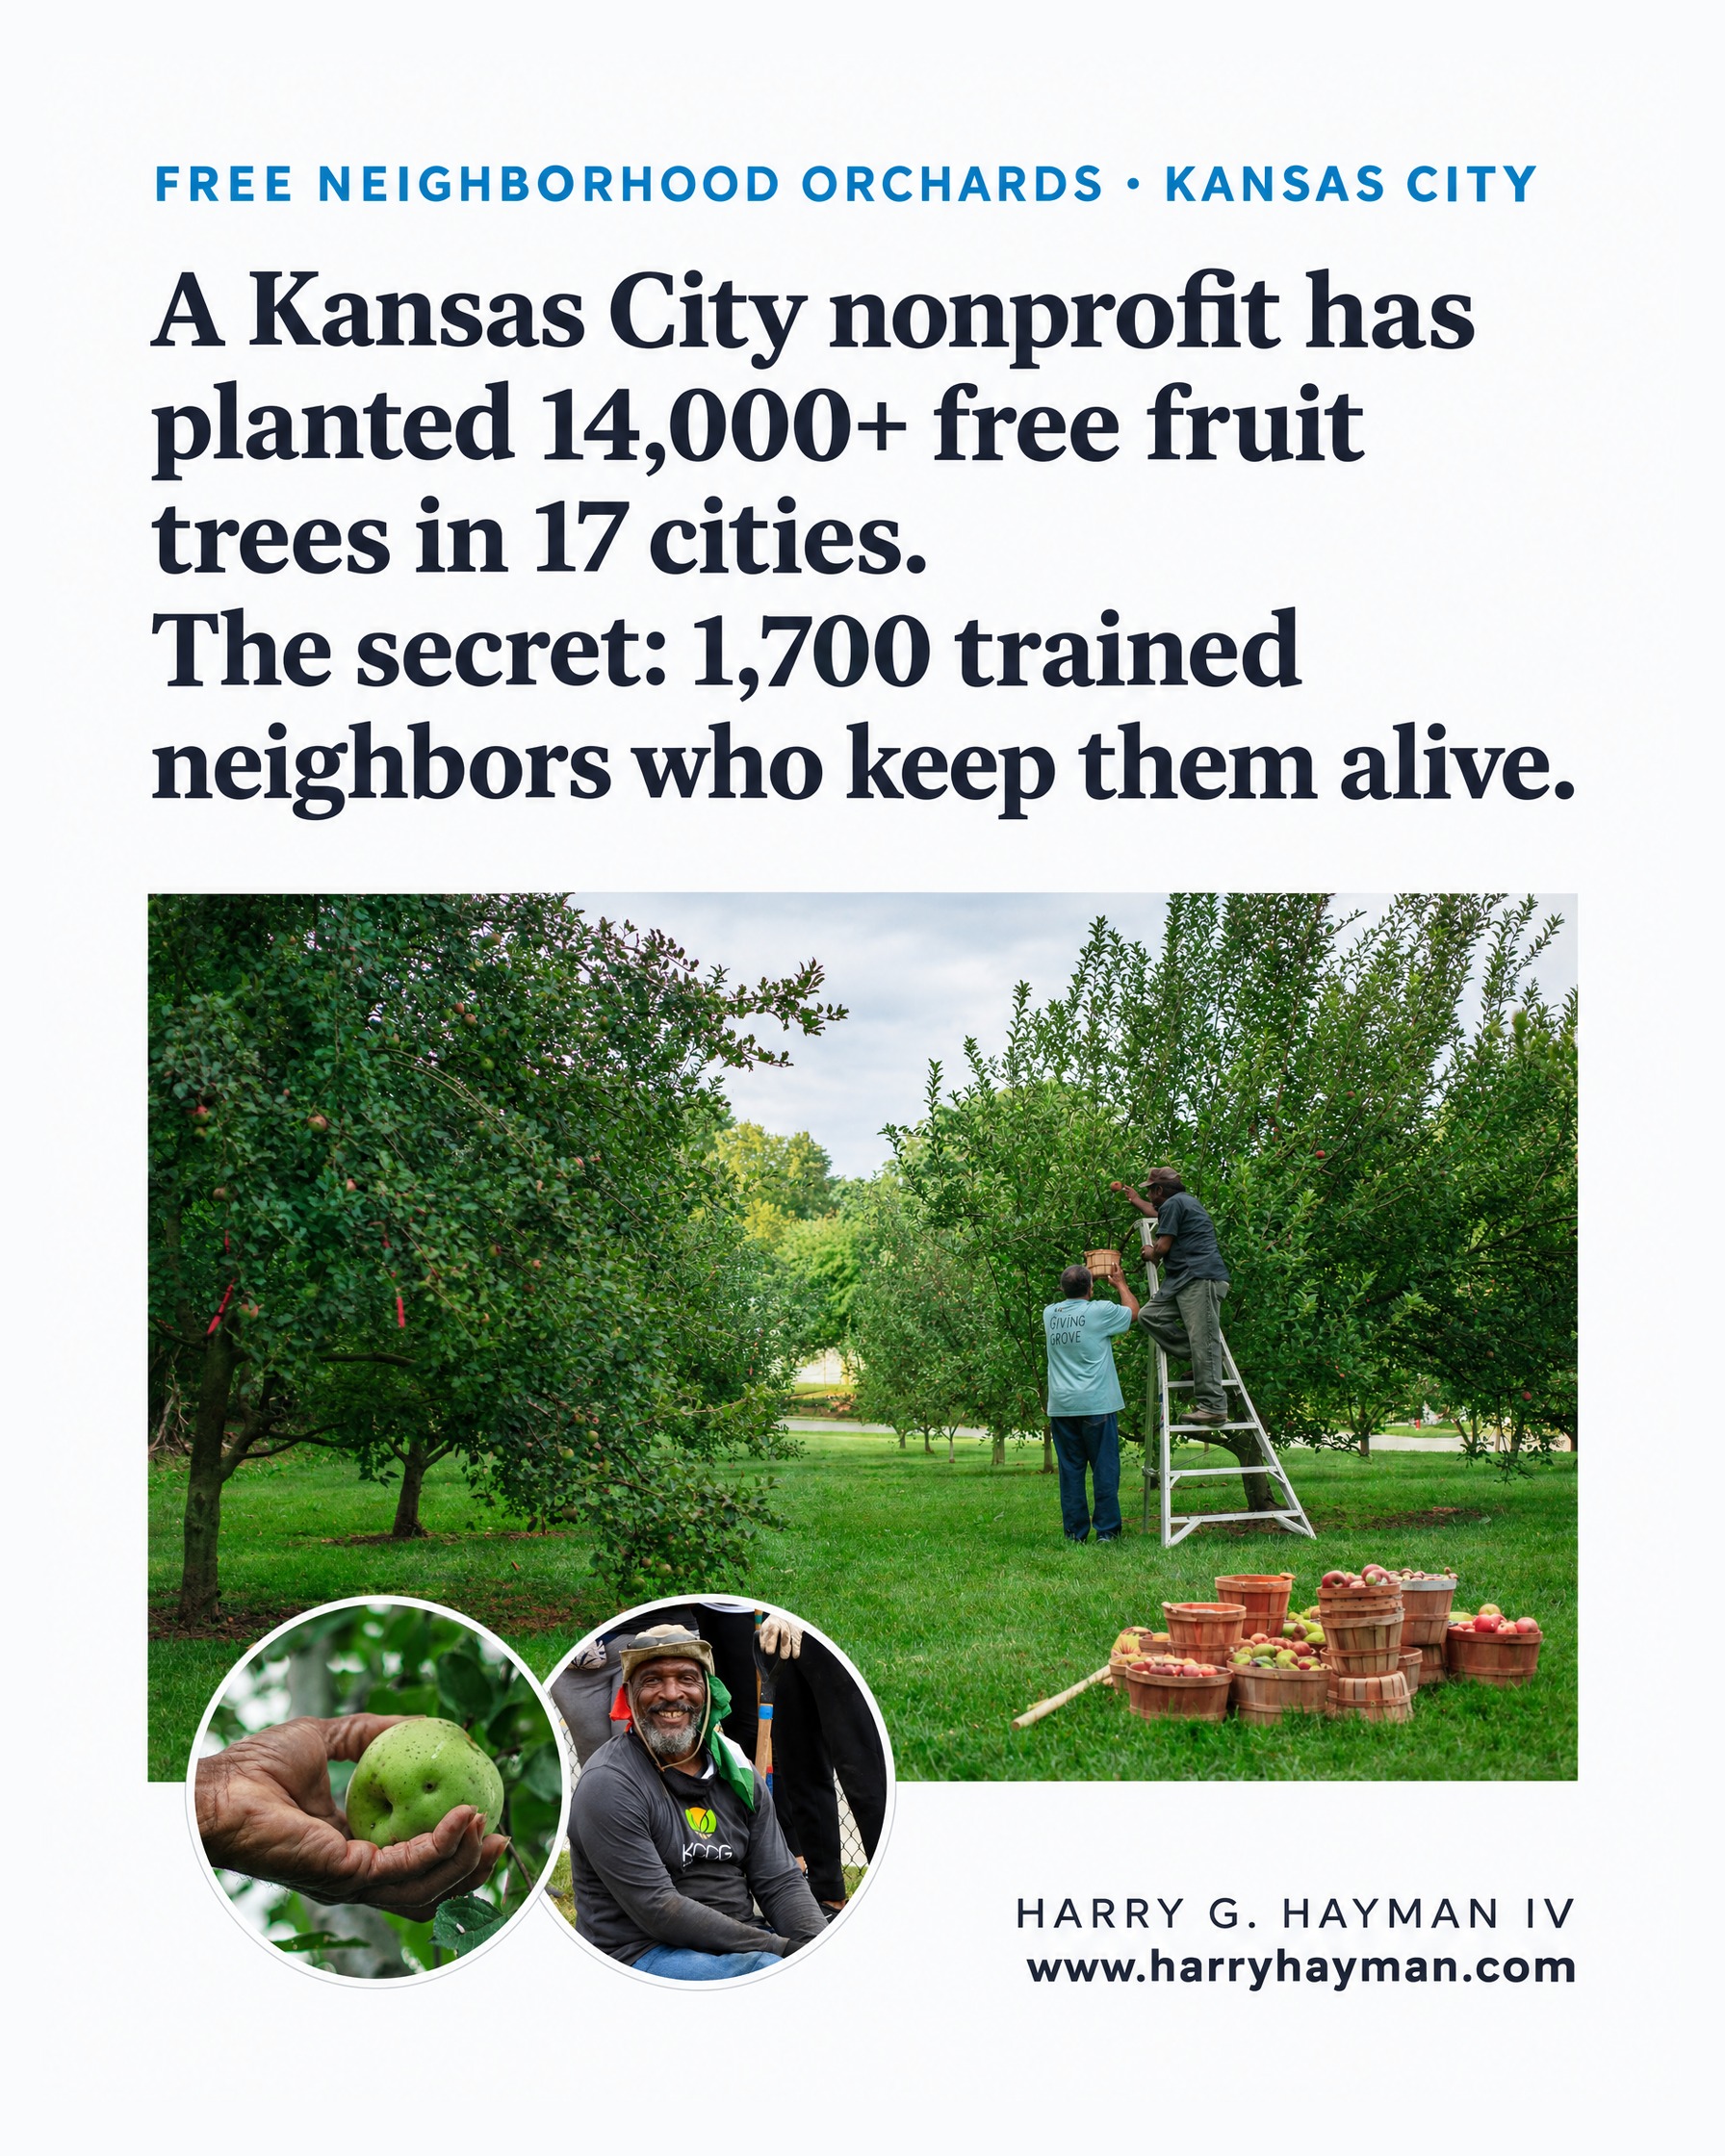 FREE NEIGHBORHOOD ORCHARDS • KANSAS CITY
A Kansas City nonprofit has
planted 14,000+ free fruit
trees in 17 cities.
The secret: 1,700 trained
neighbors who keep them alive.
GIVING
GROVE
KCCG
HARRY G. HAYMAN IV
www.harryhayman.com